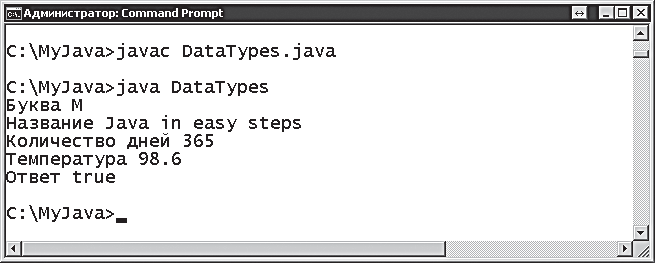 Администратор: Command Prompt
C:\MyJava>javac DataTypes.java
C:\MyJava>java DataTypes
Буква M
Название Java in easy steps
Количество дней 365
Температура 98.6
Ответ true
C:\MyJava>_